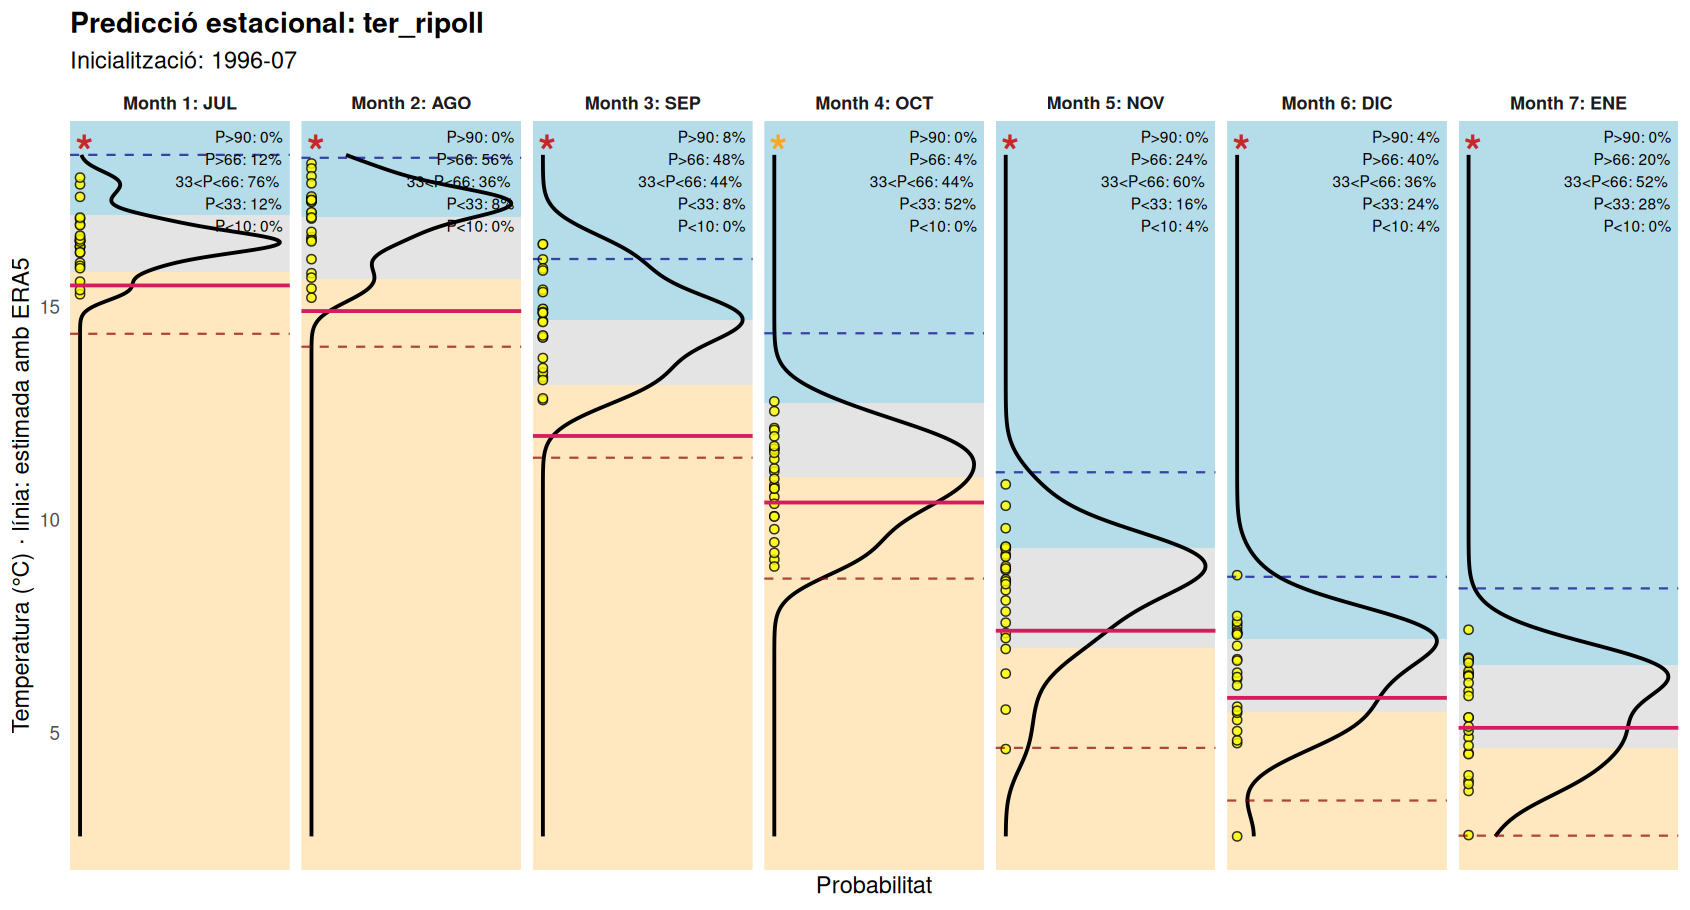 Predicció estacional: ter_ripoll
Inicialització: 1996-07
Month 1: JUL
Month 2: AGO
Month 3: SEP
Month 4: OCT
Month 5: NOV
Month 6: DIC
Month 7: ENE
P>90: 0%
P>66: 12%
33<P<66: 76%
P<33: 12%
P<10: 0%
P>90: 0%
P>66: 56%
33<P<66: 36%
P<33: 8%
P<10: 0%
P>90: 8%
P>66: 48%
33<P<66: 44%
P<33: 8%
P<10: 0%
P>90: 0%
P>66: 4%
33<P<66: 44%
P<33: 52%
P<10: 0%
P>90: 0%
P>66: 24%
33<P<66: 60%
P<33: 16%
P<10: 4%
P>90: 4%
P>66: 40%
33<P<66: 36%
P<33: 24%
P<10: 4%
P>90: 0%
P>66: 20%
33<P<66: 52%
P<33: 28%
P<10: 0%
Temperatura (°C) · línia: estimada amb ERA5
15
10
5
Probabilitat